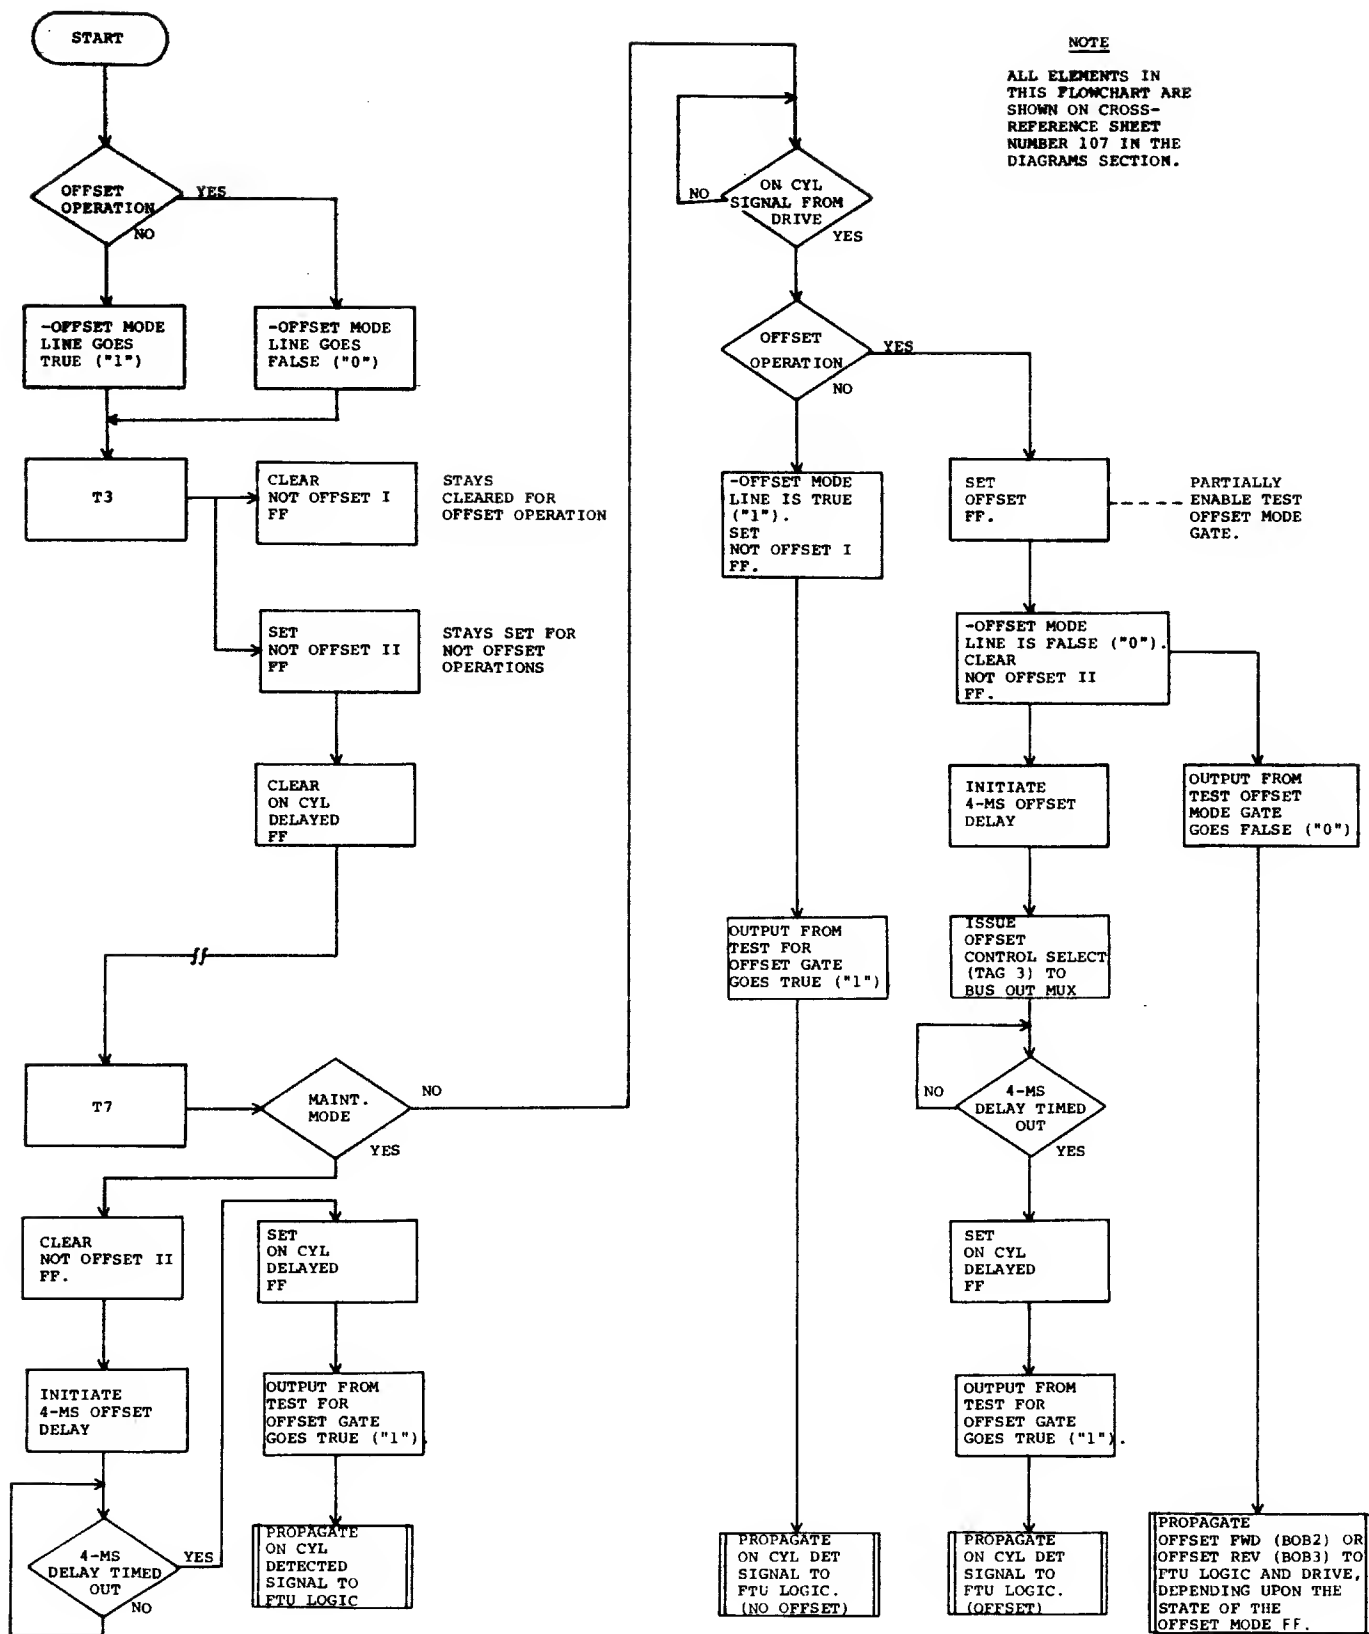 START
OFFSET
OPERATION
YES
NO
-OFFSET MODE
LINE GOES
TRUE ("1")
-OFFSET MODE
LINE GOES
FALSE ("0")
T3
CLEAR
NOT OFFSET I
FF
STAYS
CLEARED FOR
OFFSET OPERATION
SET
NOT OFFSET II
FF
STAYS SET FOR
NOT OFFSET
OPERATIONS
CLEAR
ON CYL
DELAYED
FF
T7
MAINT.
MODE
NO
YES
CLEAR
NOT OFFSET II
FF.
INITIATE
4-MS OFFSET
DELAY
4-MS
DELAY TIMED
OUT
YES
NO
SET
ON CYL
DELAYED
FF
OUTPUT FROM
TEST FOR
OFFSET GATE
GOES TRUE ("1").
PROPAGATE
ON CYL
DETECTED
SIGNAL TO
FTU LOGIC
NOTE
ALL ELEMENTS IN
THIS FLOWCHART ARE
SHOWN ON CROSS-
REFERENCE SHEET
NUMBER 107 IN THE
DIAGRAMS SECTION.
ON CYL
SIGNAL FROM
DRIVE
NO
YES
OFFSET
OPERATION
YES
NO
-OFFSET MODE
LINE IS TRUE
("1").
SET
NOT OFFSET I
FF.
OUTPUT FROM
TEST FOR
OFFSET GATE
GOES TRUE ("1")
PROPAGATE
ON CYL DET
SIGNAL TO
FTU LOGIC.
(NO OFFSET)
SET
OFFSET
FF.
PARTIALLY
ENABLE TEST
OFFSET MODE
GATE.
-OFFSET MODE
LINE IS FALSE ("0").
CLEAR
NOT OFFSET II
FF.
INITIATE
4-MS OFFSET
DELAY
ISSUE
OFFSET
CONTROL SELECT
(TAG 3) TO
BUS OUT MUX
4-MS
DELAY TIMED
OUT
NO
YES
SET
ON CYL
DELAYED
FF
OUTPUT FROM
TEST FOR
OFFSET GATE
GOES TRUE ("1").
PROPAGATE
ON CYL DET
SIGNAL TO
FTU LOGIC.
(OFFSET)
OUTPUT FROM
TEST OFFSET
MODE GATE
GOES FALSE ("0")
PROPAGATE
OFFSET FWD (BOB2) OR
OFFSET REV (BOB3) TO
FTU LOGIC AND DRIVE,
DEPENDING UPON THE
STATE OF THE
OFFSET MODE FF.